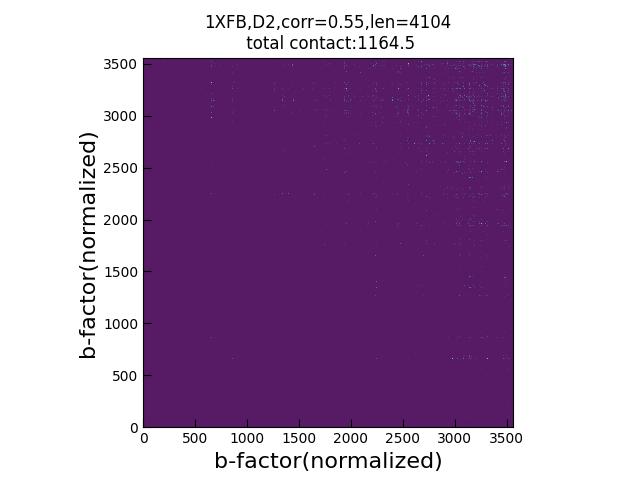 1XFB,D2,corr=0.55,len=4104
total contact:1164.5
b-factor(normalized)
3500
3000
2500
2000
1500
1000
500
0
0 500 1000 1500 2000 2500 3000 3500
b-factor(normalized)